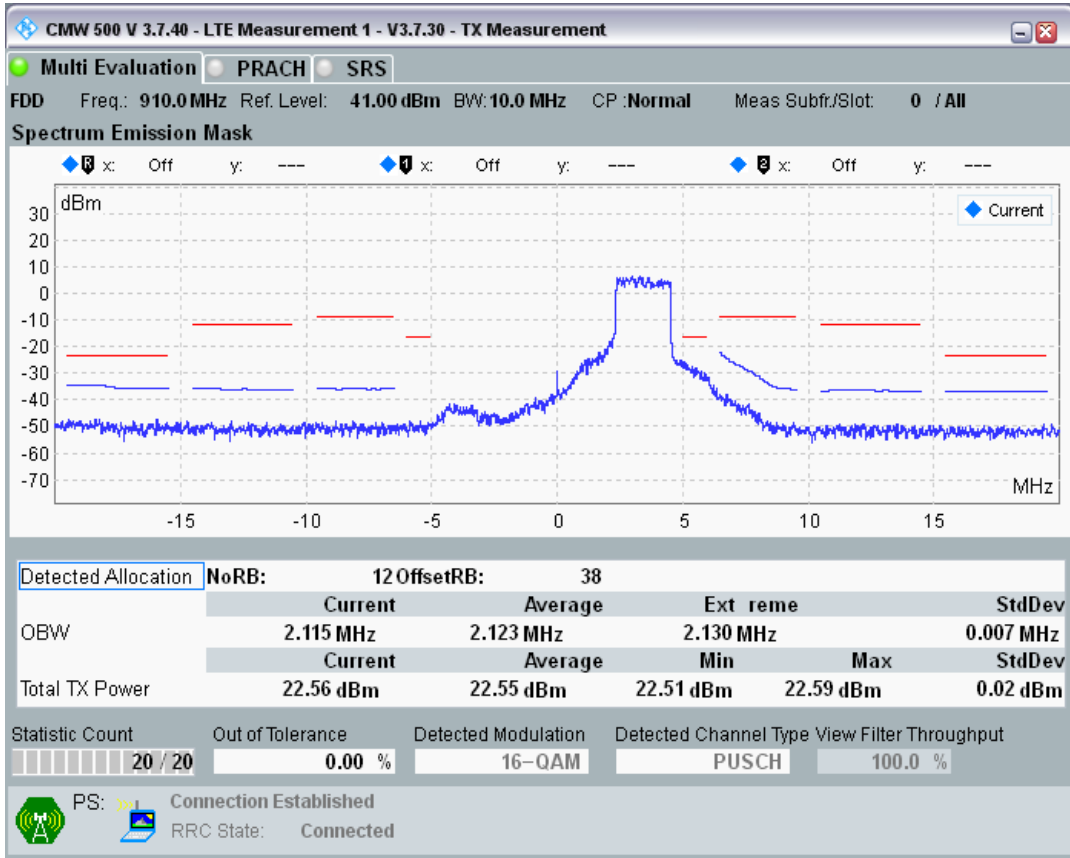 CMW 500 V 3.7.40 - LTE Measurement 1 - V3.7.30 - TX Measurement
Multi Evaluation PRACH SRS
FDD Freq.: 910.0 MHz Ref. Level: 41.00 dBm BW: 10.0 MHz CP :Normal Meas Subfr./Slot: 0 / All
Spectrum Emission Mask
R x: Off y: --- 1 x: Off y: --- 2 x: Off y: ---
dBm
Current
30
20
10
0
-10
-20
-30
-40
-50
-60
-70
MHz
-15 -10 -5 0 5 10 15
Detected Allocation NoRB: 12 OffsetRB: 38
Current Average Ext reme StdDev
OBW 2.115 MHz 2.123 MHz 2.130 MHz 0.007 MHz
Current Average Min Max StdDev
Total TX Power 22.56 dBm 22.55 dBm 22.51 dBm 22.59 dBm 0.02 dBm
Statistic Count Out of Tolerance Detected Modulation Detected Channel Type View Filter Throughput
20 / 20 0.00 % 16-QAM PUSCH 100.0 %
PS: Connection Established
RRC State: Connected